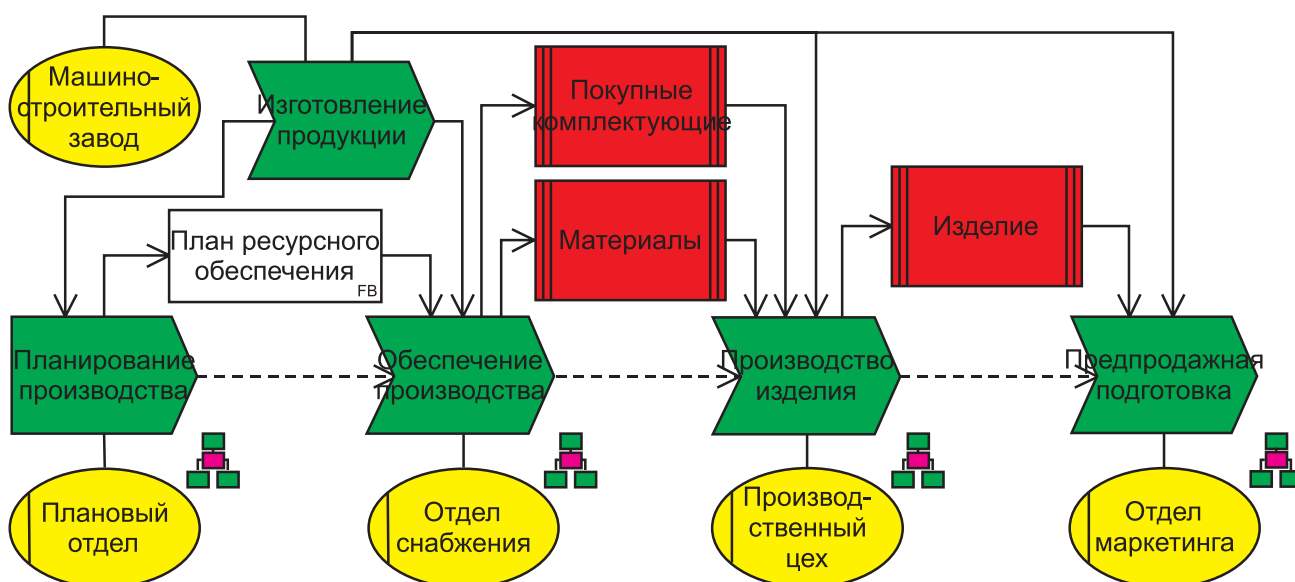 Машино-
строительный
завод
Изготовление
продукции
Покупные
комплектующие
Материалы
Изделие
План ресурсного
обеспечения
FB
Планирование
производства
Обеспечение
производства
Производство
изделия
Предпродажная
подготовка
Плановый
отдел
Отдел
снабжения
Производ-
ственный
цех
Отдел
маркетинга